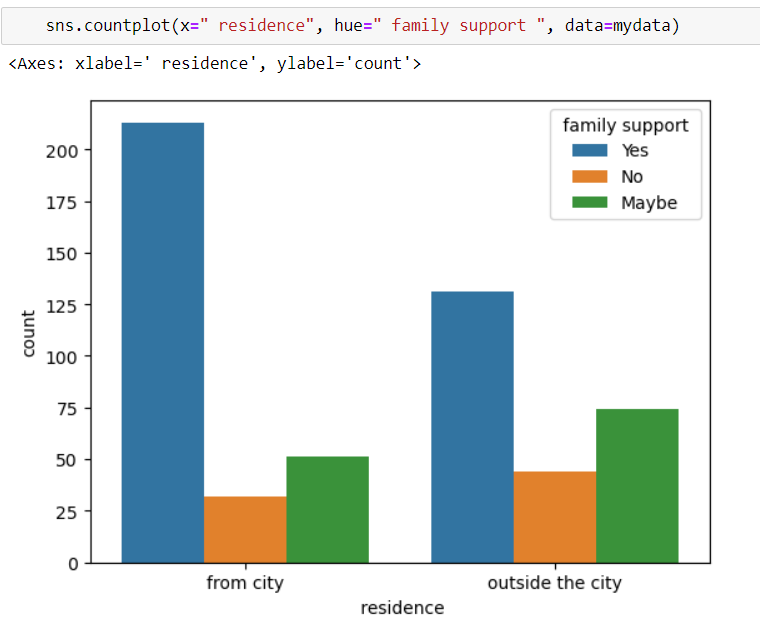 sns.countplot(x=" residence", hue=" family support ", data=mydata)
<Axes: xlabel=' residence', ylabel='count'>
family support
Yes
No
Maybe
200
175
150
125
100
75
50
25
0
count
from city
outside the city
residence